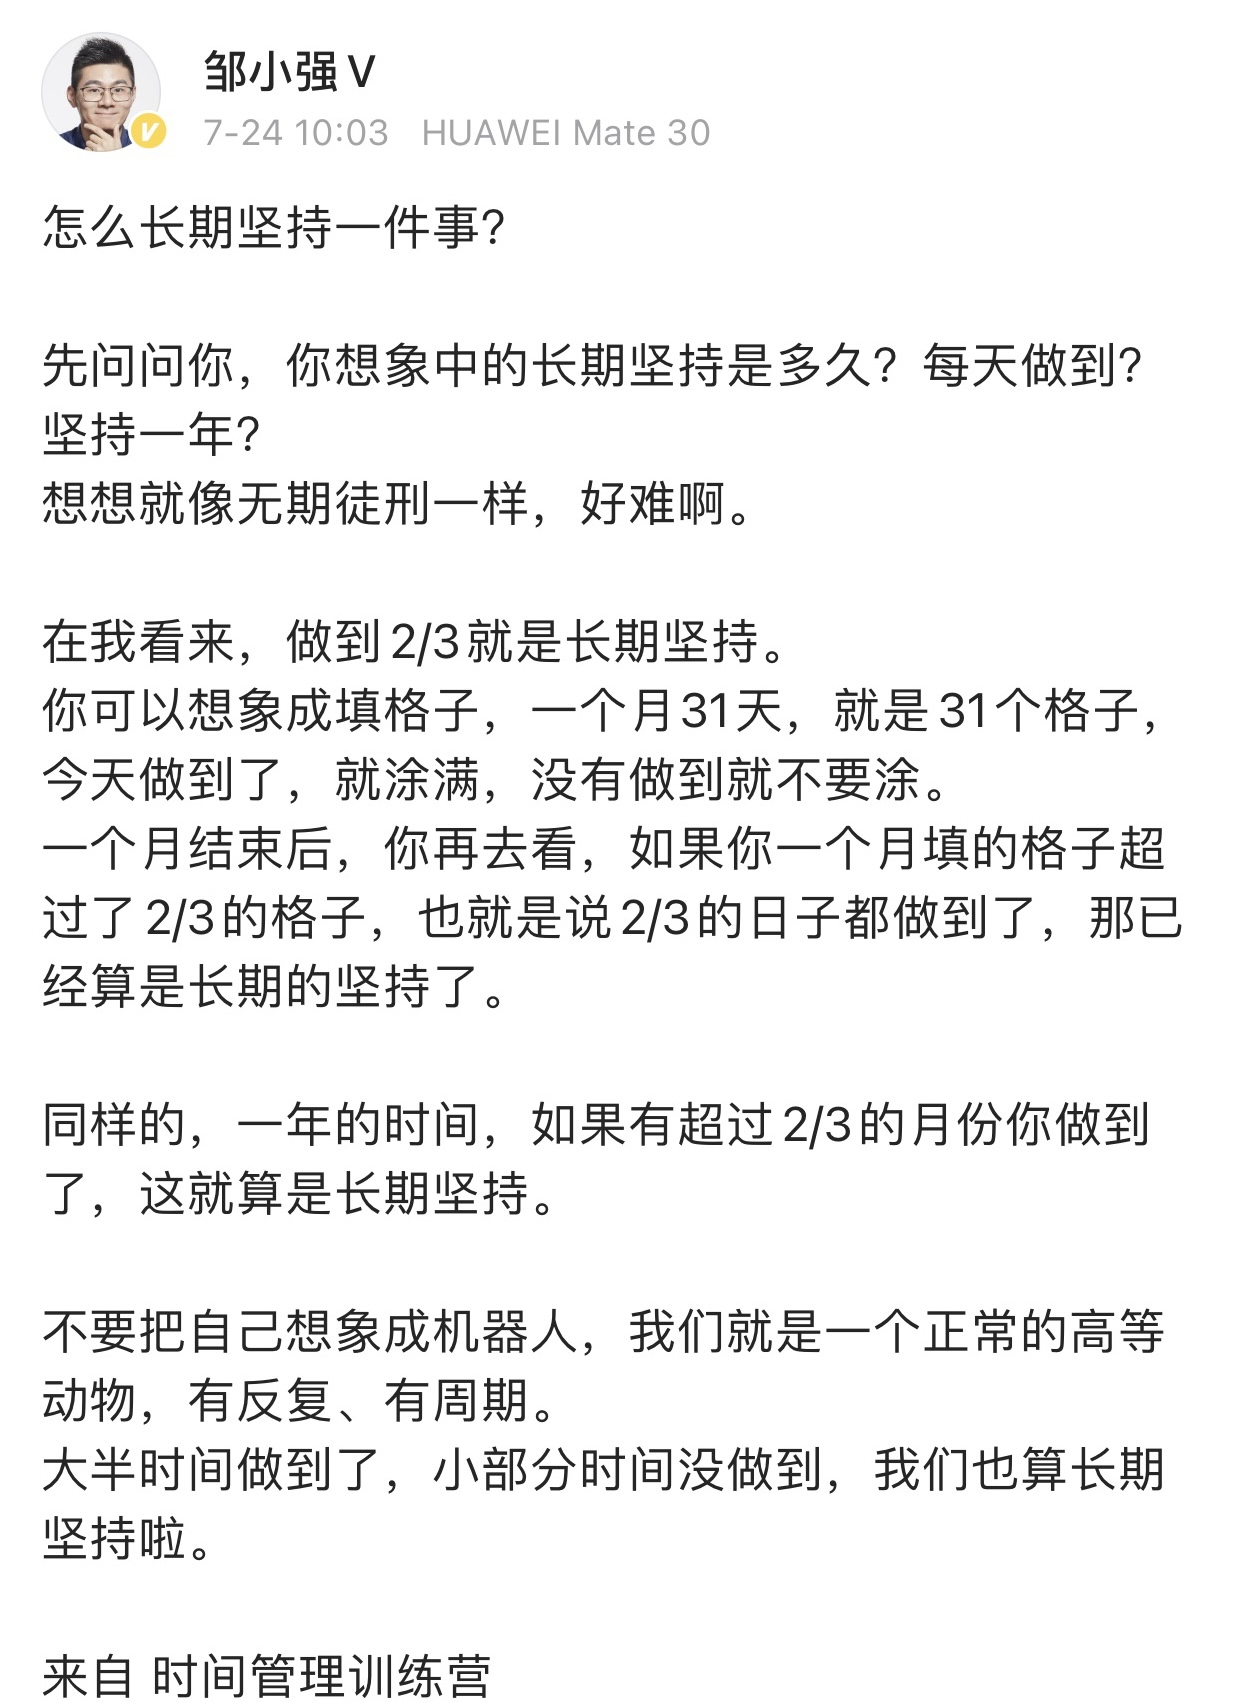 邹小强V
7-24 10:03 HUAWEI Mate 30
怎么长期坚持一件事?
先问问你，你想象中的长期坚持是多久？每天做到?
坚持一年?
想想就像无期徒刑一样，好难啊。
在我看来，做到2/3就是长期坚持。
你可以想象成填格子，一个月31天，就是31个格子，
今天做到了，就涂满，没有做到就不要涂。
一个月结束后，你再去看，如果你一个月填的格子超
过了2/3的格子，也就是说2/3的日子都做到了，那已
经算是长期的坚持了。
同样的，一年的时间，如果有超过2/3的月份你做到
了，这就算是长期坚持。
不要把自己想象成机器人，我们就是一个正常的高等
动物，有反复、有周期。
大半时间做到了，小部分时间没做到，我们也算长期
坚持啦。
来自 时间管理训练营